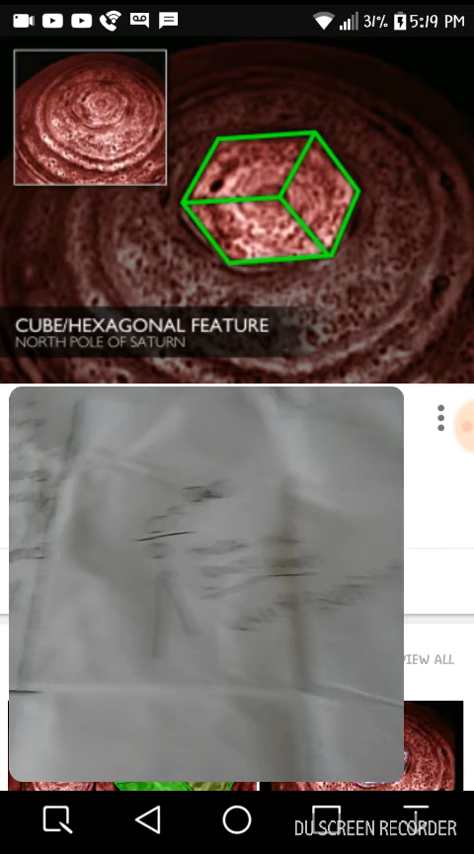 31% 5:19 PM
CUBE/HEXAGONAL FEATURE
NORTH POLE OF SATURN
VIEW ALL
DU SCREEN RECORDER